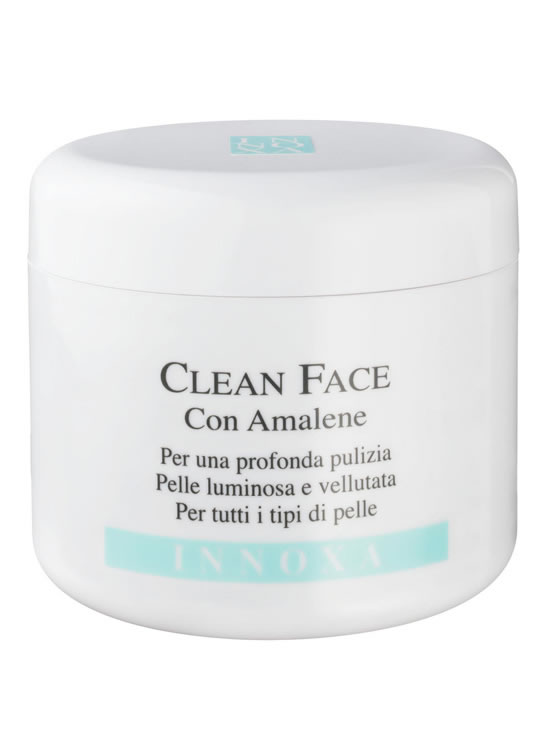 CLEAN FACE
Con Amalene
Per una profonda pulizia
Pelle luminosa e vellutata
Per tutti i tipi di pelle
INNOXA